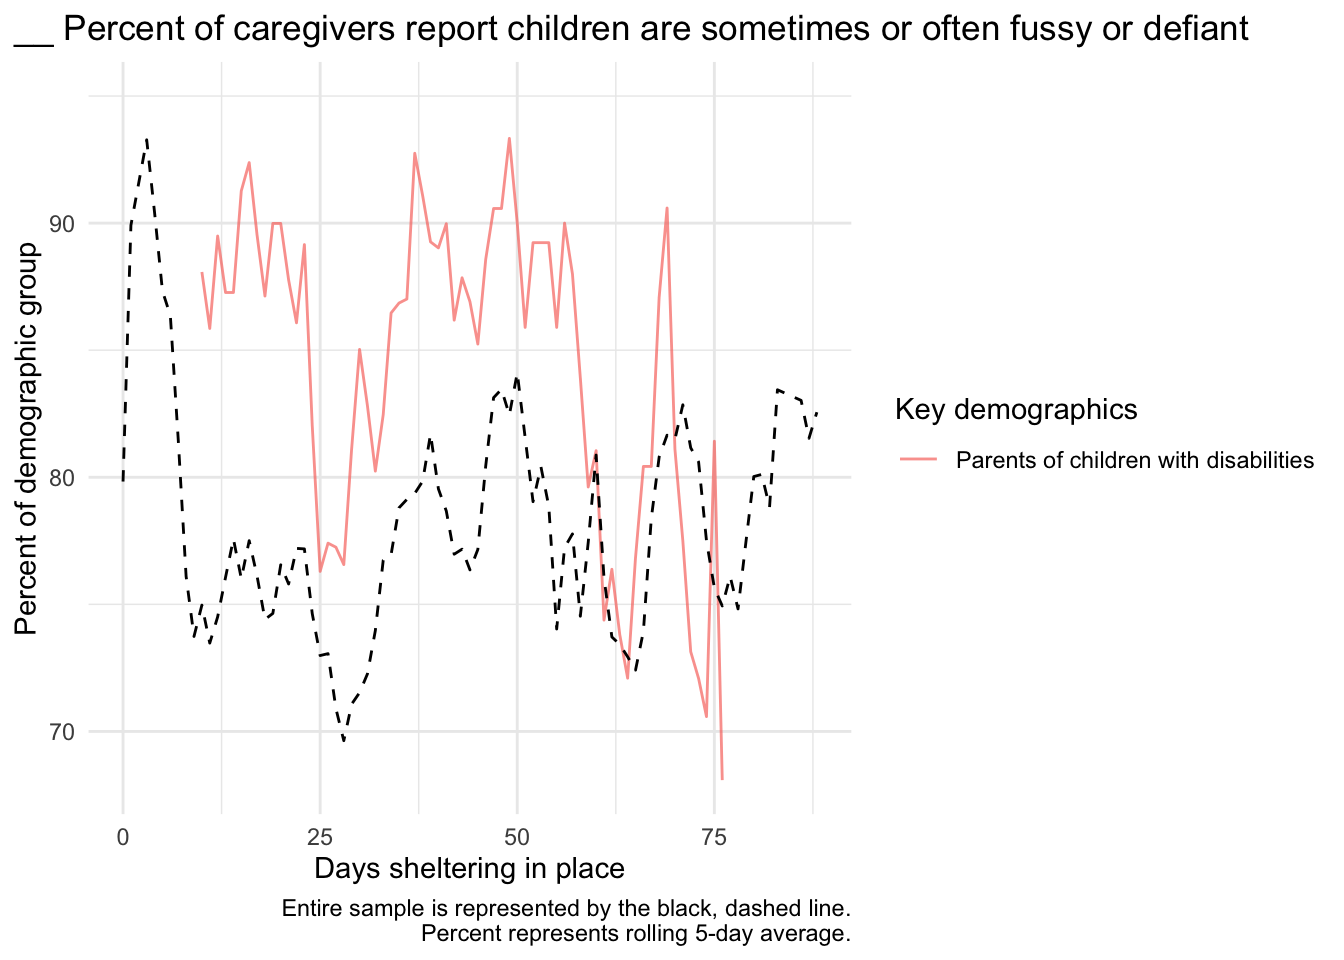 __ Percent of caregivers report children are sometimes or often fussy or defiant
Percent of demographic group
90
80
70
0 25 50 75
Days sheltering in place
Key demographics
Parents of children with disabilities
Entire sample is represented by the black, dashed line.
Percent represents rolling 5-day average.